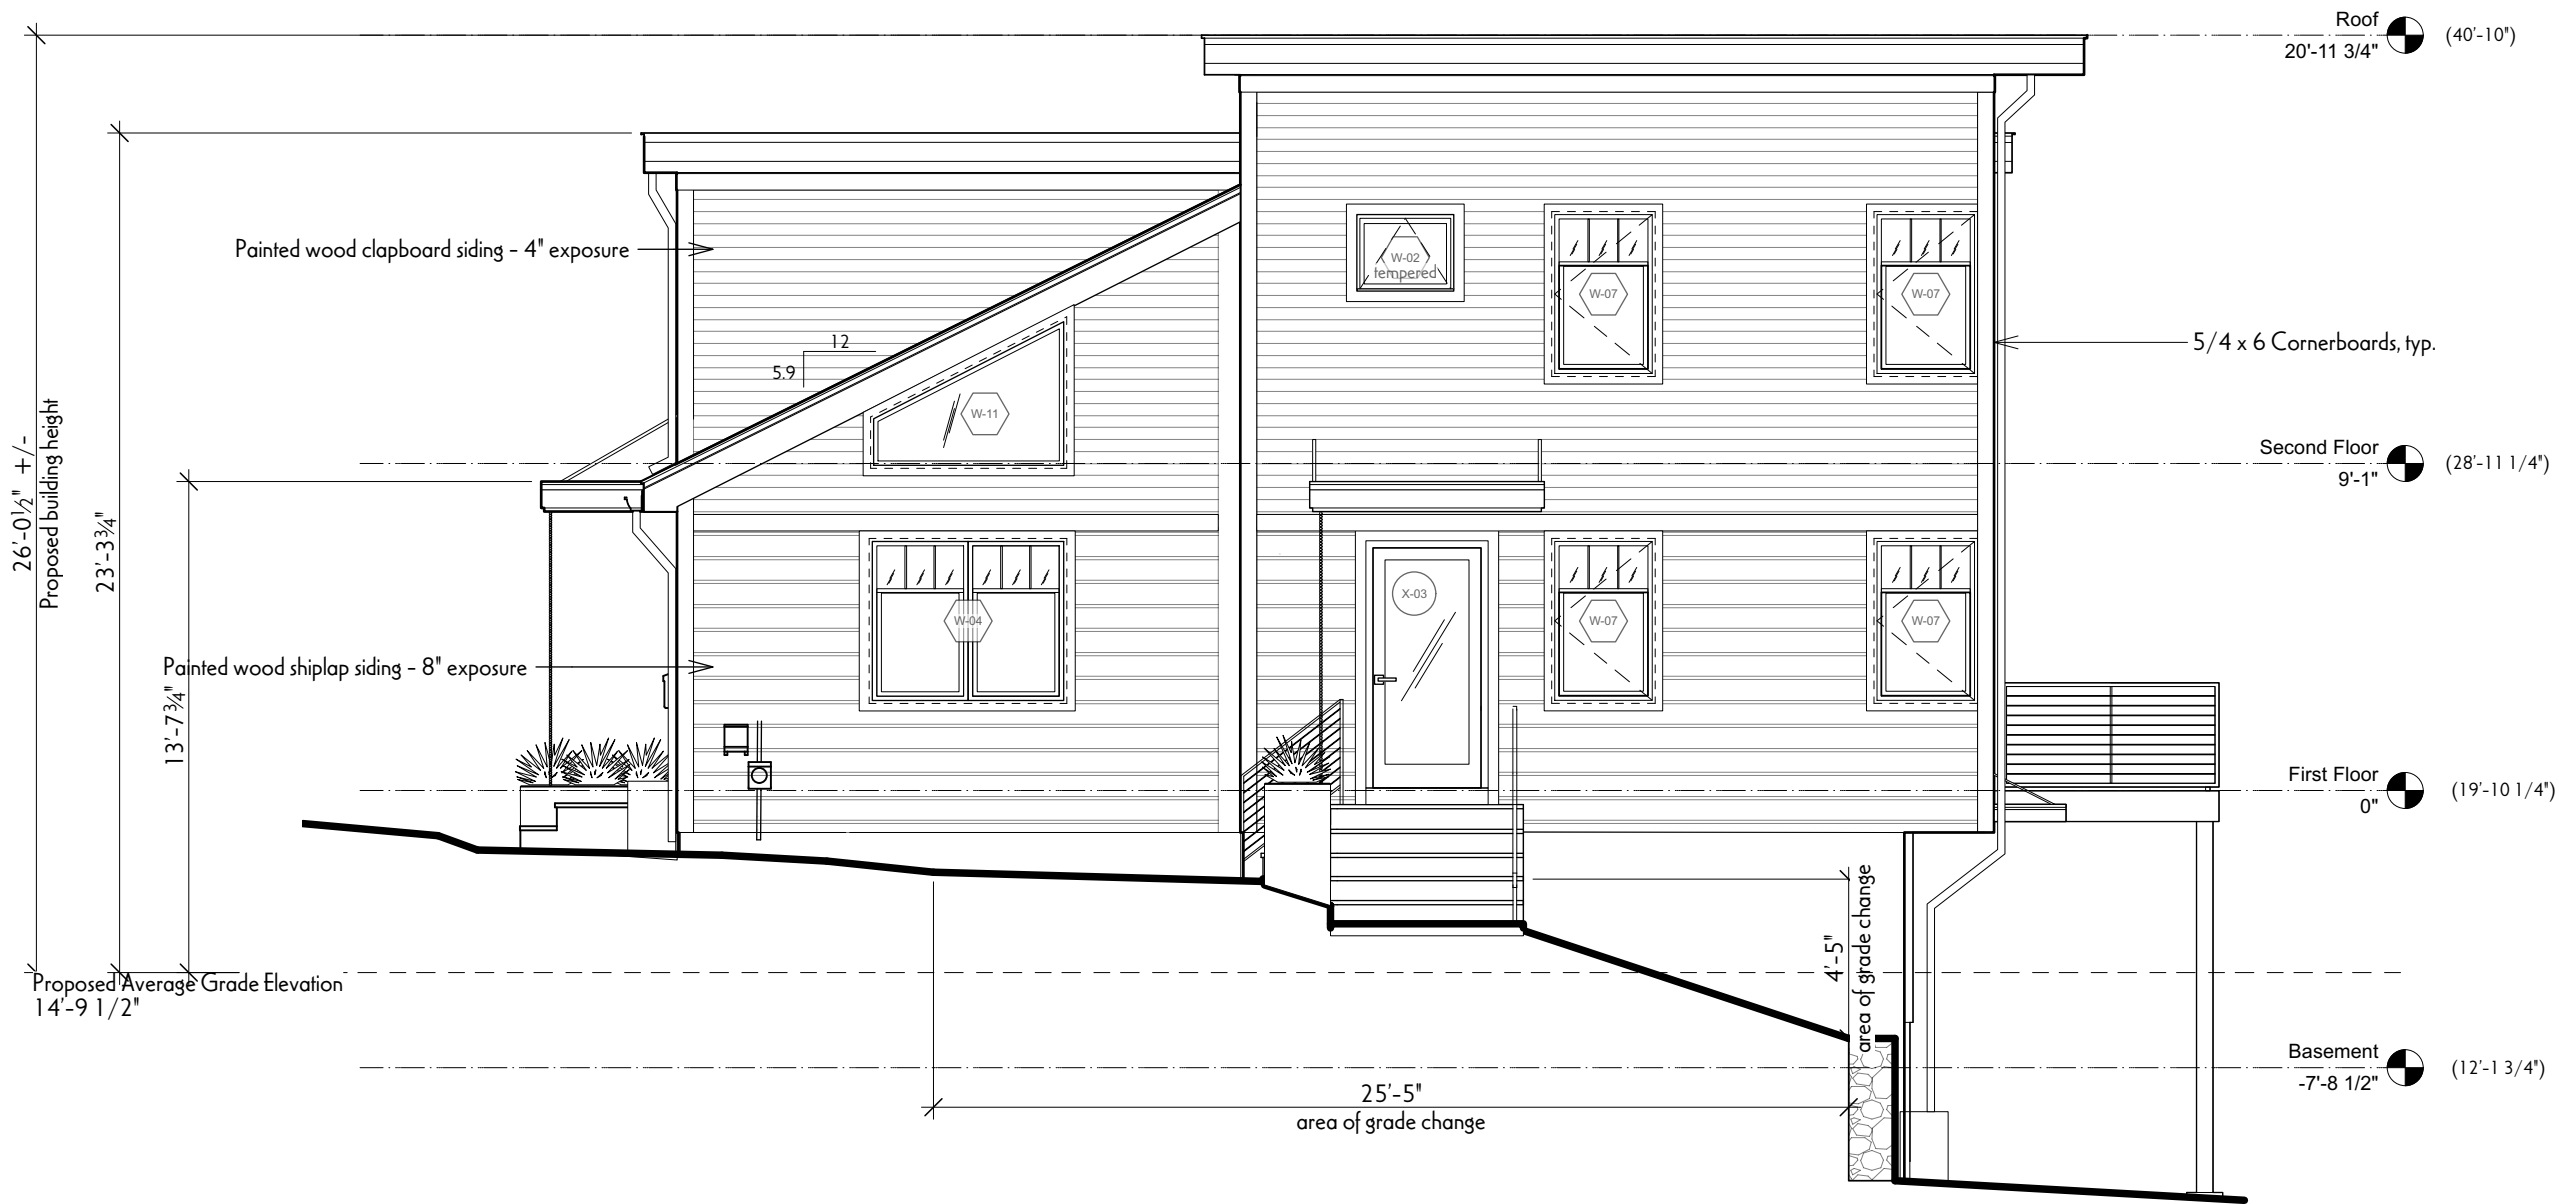 Roof
20'-11 3/4"
(40'-10")
Painted wood clapboard siding - 4" exposure
W-02
tempered
W-07
W-07
12
5.9
5/4 x 6 Cornerboards, typ.
W-11
Second Floor
9'-1"
(28'-11 1/4")
26'-0½" +/-
Proposed building height
23'-3¾"
13'-7¾"
X-03
W-04
W-07
W-07
Painted wood shiplap siding - 8" exposure
First Floor
0"
(19'-10 1/4")
4'-5"
area of grade change
Proposed Average Grade Elevation
14'-9 1/2"
Basement
-7'-8 1/2"
(12'-1 3/4")
25'-5"
area of grade change